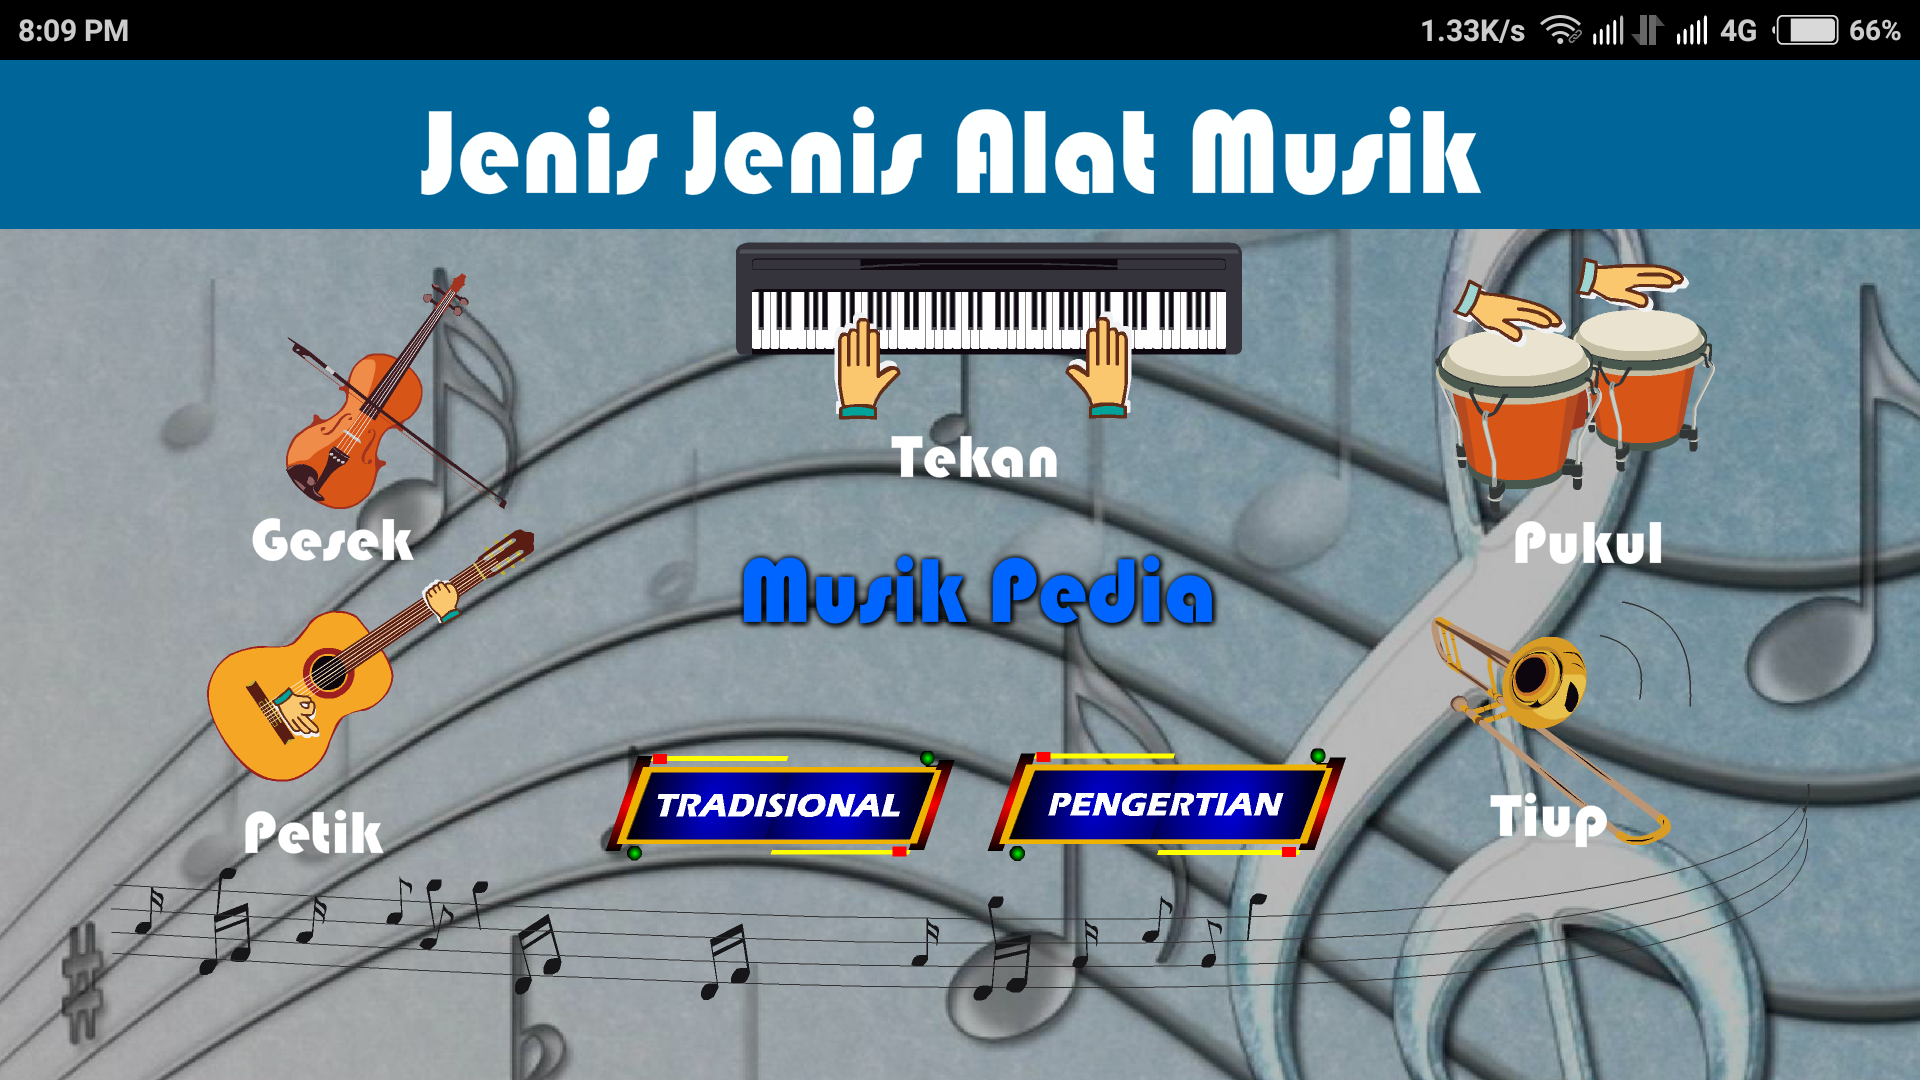 8:09 PM
1.33K/s 4G 66%
Jenis Jenis Alat Musik
Tekan
Gesek
Pukul
Musik Pedia
Petik
TRADISIONAL
PENGERTIAN
Tiup